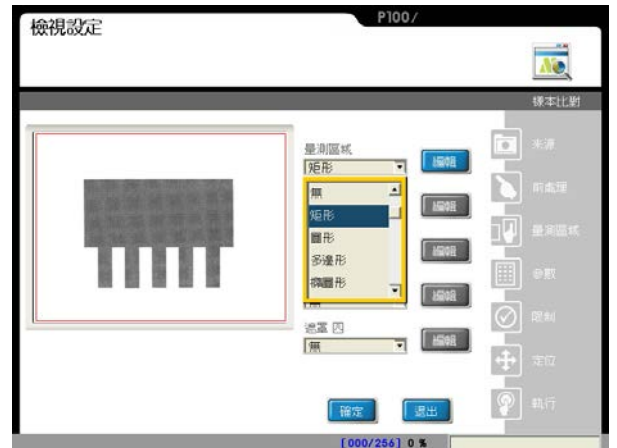 P100/
檢視設定
樣本比對
來源
前處理
量測區域
參數
限制
定位
執行
量測區域
矩形
編輯
無
矩形
圓形
多邊形
橢圓形
編輯
編輯
編輯
無
遮罩 四
無
編輯
確定
退出
[000/256] 0 %